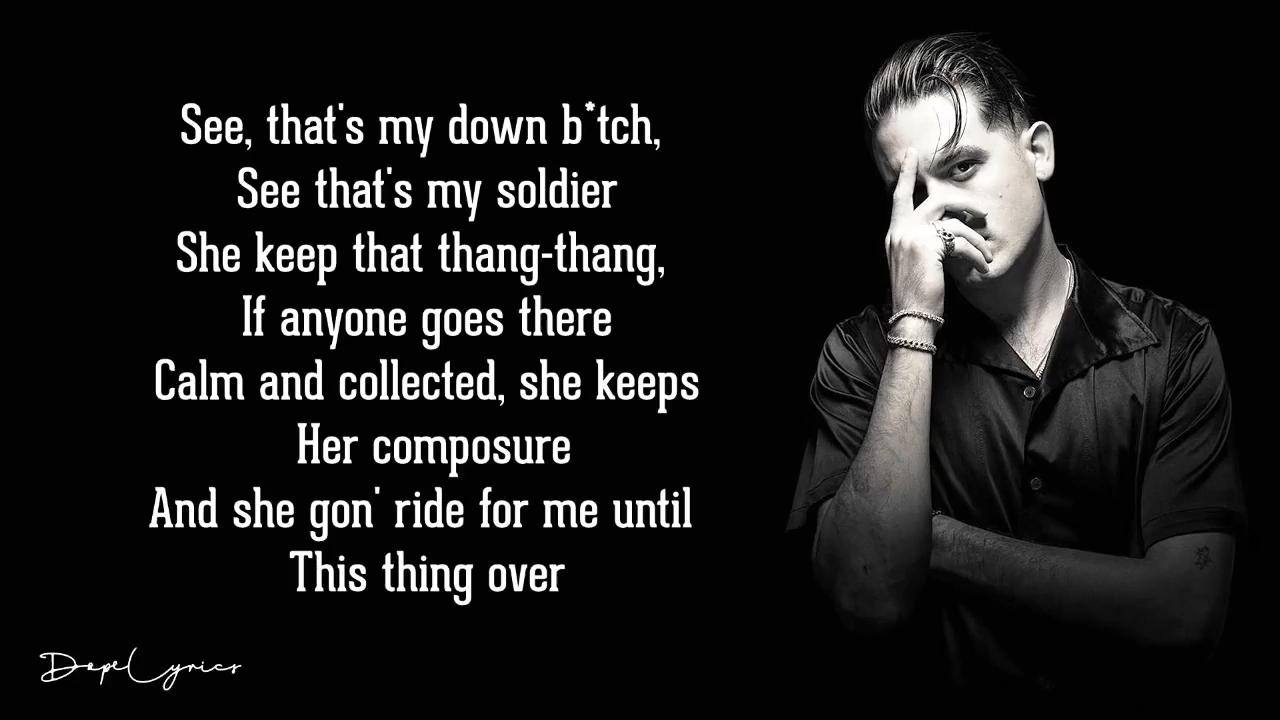 See, that's my down b*tch,
See that's my soldier
She keep that thang-thang,
If anyone goes there
Calm and collected, she keeps
Her composure
And she gon' ride for me until
This thing over
DopeLyrics